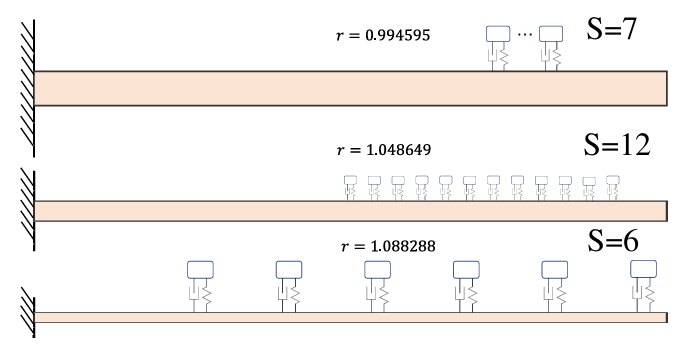 r = 0.994595 ... S=7
r = 1.048649 S=12
r = 1.088288 S=6